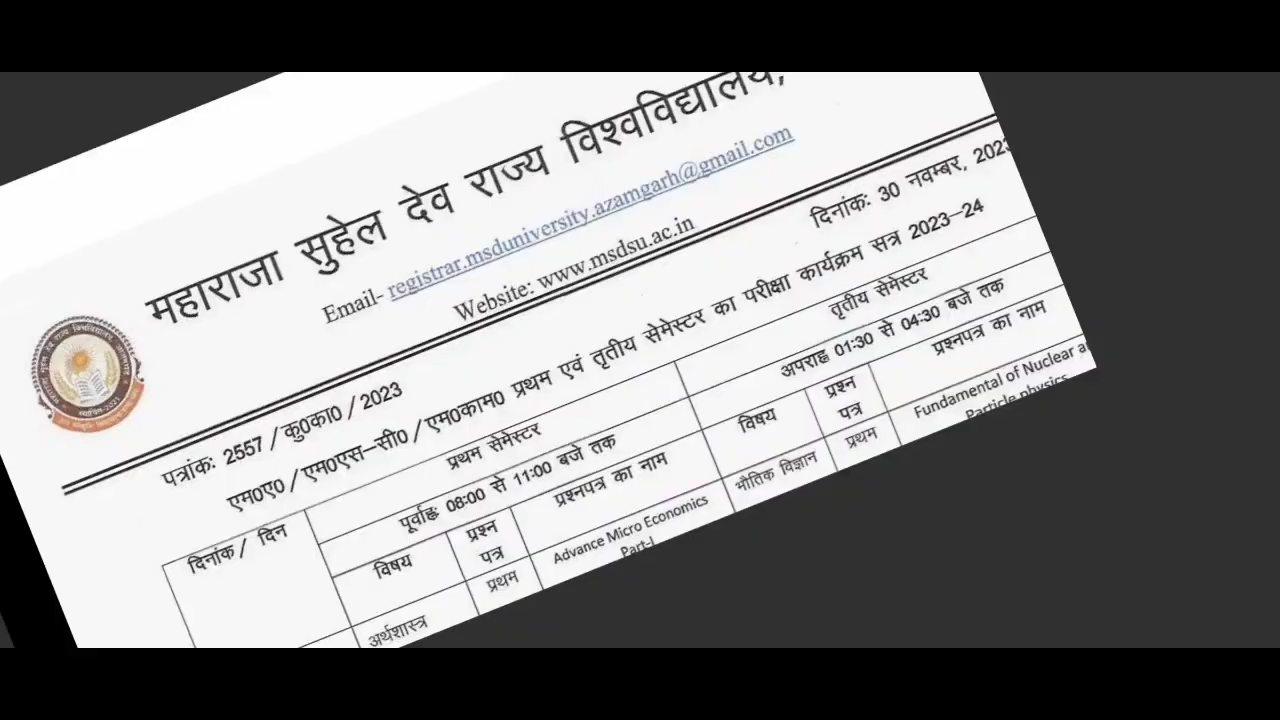 महाराजा सुहेल देव राज्य विश्वविद्यालय,
Email- registrar.msduniversity.azamgarh@gmail.com
Website: www.msdsu.ac.in
पत्रांक: 2557 / कु0का0 / 2023
दिनांक: 30 नवम्बर, 2023
एम0ए0 / एम0एस–सी0 / एम0काम0 प्रथम एवं तृतीय सेमेस्टर का परीक्षा कार्यक्रम सत्र 2023–24
दिनांक / दिन
प्रथम सेमेस्टर
तृतीय सेमेस्टर
पूर्वाह्न: 08:00 से 11:00 बजे तक
अपराह्न 01:30 से 04:30 बजे तक
विषय
प्रश्न
पत्र
प्रश्नपत्र का नाम
विषय
प्रश्न
पत्र
प्रश्नपत्र का नाम
अर्थशास्त्र
प्रथम
Advance Micro Economics
Part-I
भौतिक विज्ञान
प्रथम
Fundamental of Nuclear
Particle physics